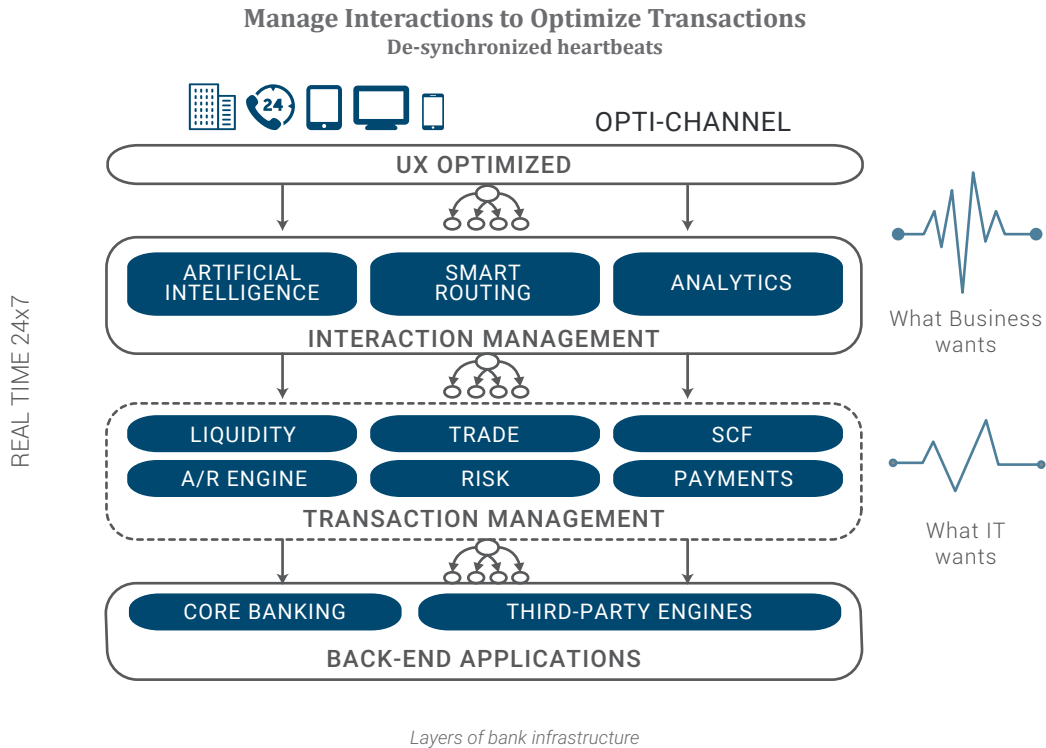 Manage Interactions to Optimize Transactions
De-synchronized heartbeats
24
OPTI-CHANNEL
UX OPTIMIZED
ARTIFICIAL
INTELLIGENCE
SMART
ROUTING
ANALYTICS
INTERACTION MANAGEMENT
What Business
wants
REAL TIME 24x7
LIQUIDITY
TRADE
SCF
A/R ENGINE
RISK
PAYMENTS
TRANSACTION MANAGEMENT
What IT
wants
CORE BANKING
THIRD-PARTY ENGINES
BACK-END APPLICATIONS
Layers of bank infrastructure